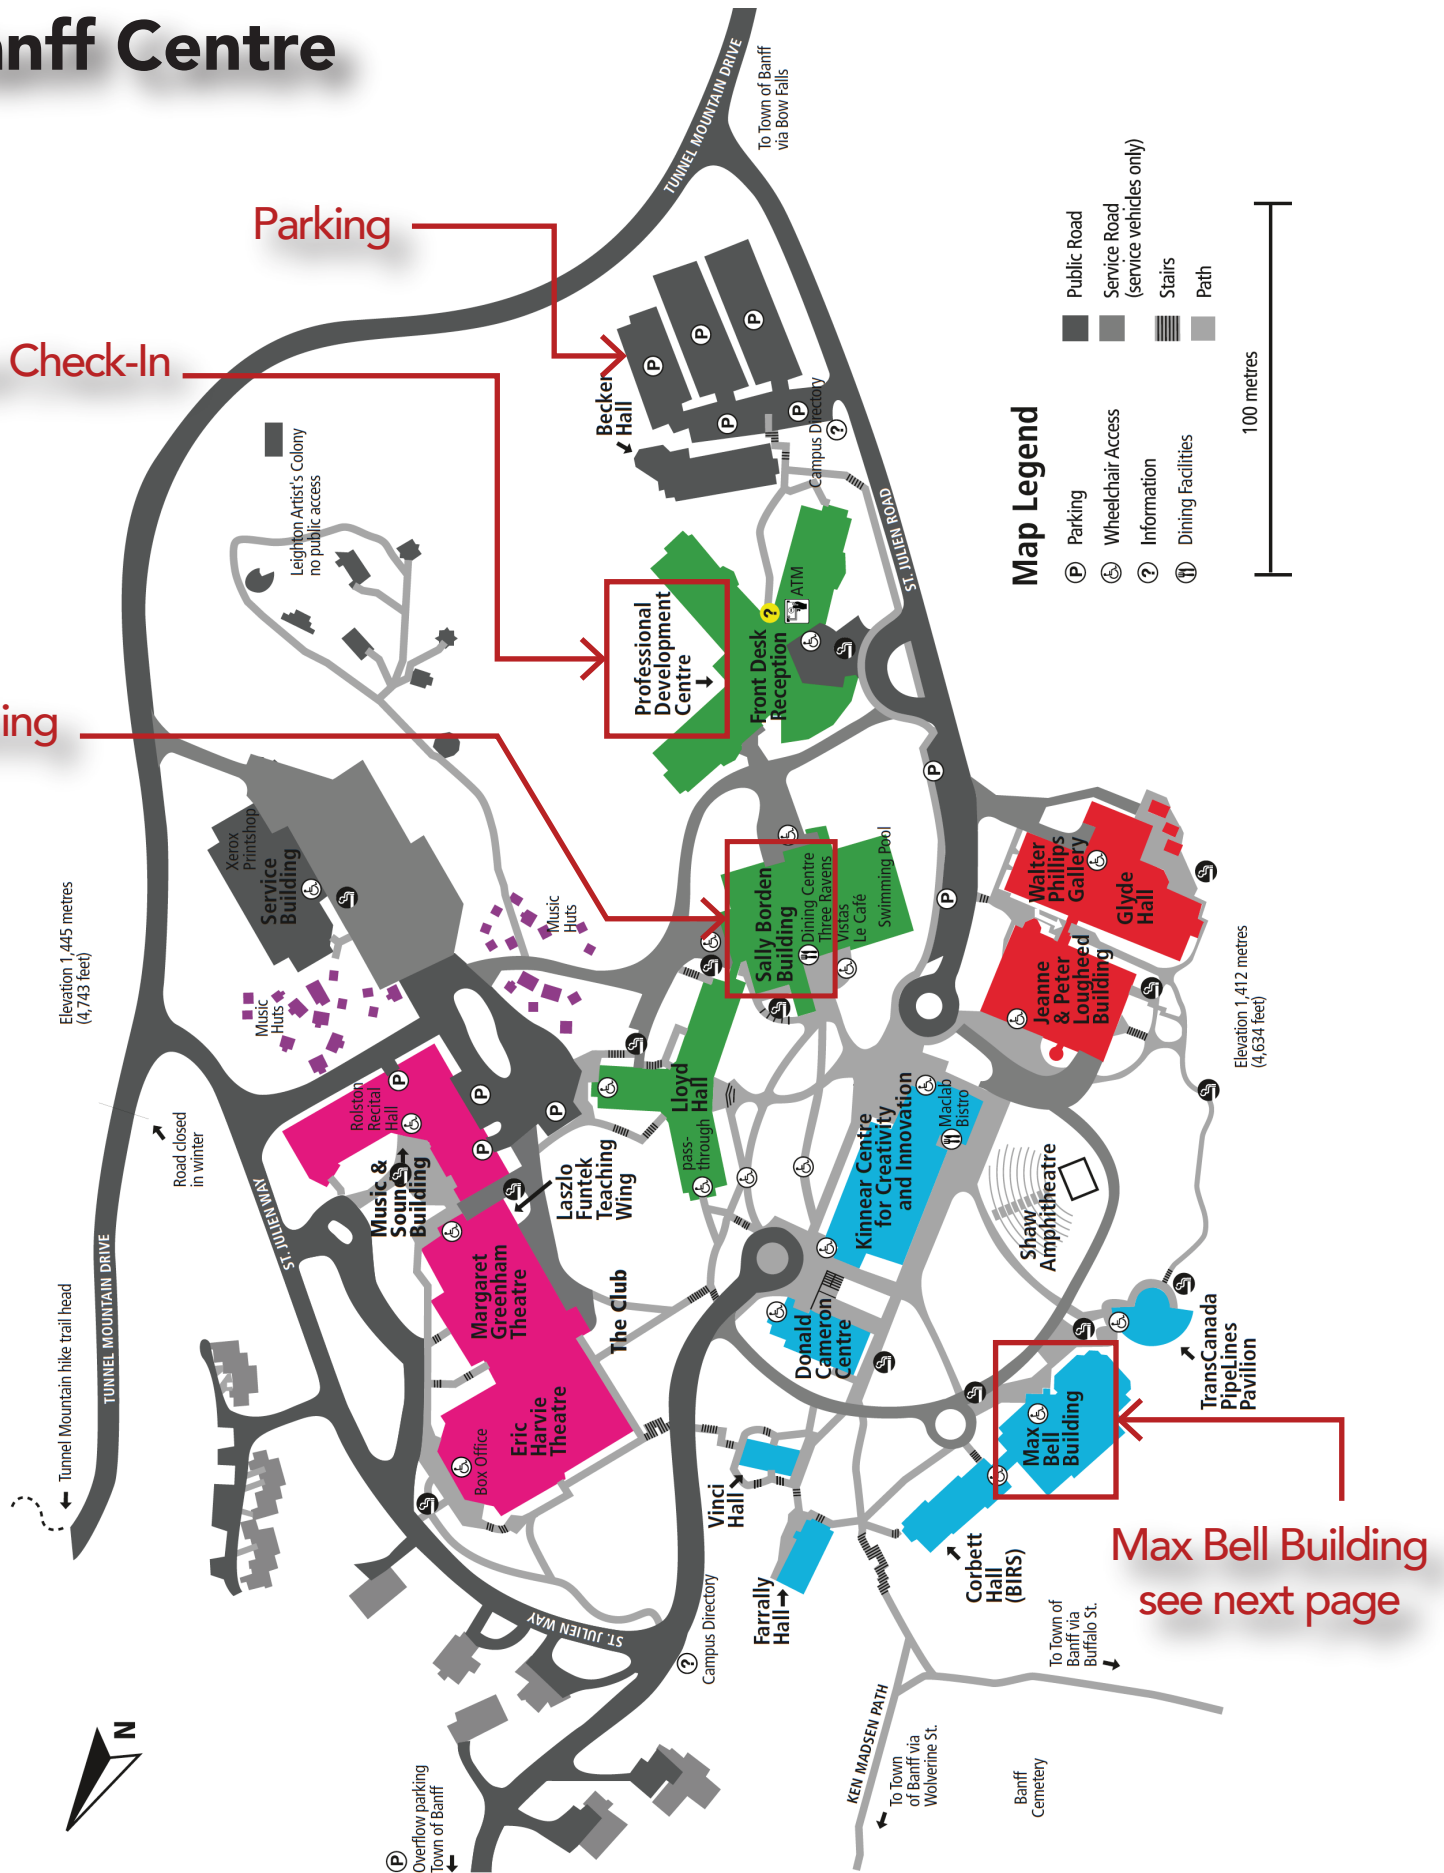 anff Centre
Parking
Check-In
ing
Max Bell Building
see next page
TUNNEL MOUNTAIN DRIVE
To Town of Banff
via Bow Falls
Becker
Hall
P
P
P
P
P
Campus Directory
?
ST. JULIEN ROAD
Leighton Artist's Colony
no public access
Professional
Development
Centre
Front Desk
Reception
?
ATM
Xerox
Printshop
Service
Building
Music
Huts
Music
Huts
Elevation 1,445 metres
(4,743 feet)
Sally Borden
Building
Dining Centre
Three Ravens
Vistas
Le Café
Swimming Pool
P
P
Walter
Phillips
Gallery
Glyde
Hall
Jeanne
& Peter
Lougheed
Building
Elevation 1,412 metres
(4,634 feet)
Lloyd
Hall
pass-
through
Rolston
Recital
Hall
P
P
P
P
Music &
Sound
Building
Laszlo
Funtek
Teaching
Wing
Road closed
in winter
ST. JULIEN WAY
TUNNEL MOUNTAIN DRIVE
Tunnel Mountain hike trail head
Margaret
Greenham
Theatre
The Club
Eric
Harvie
Theatre
Box Office
Kinnear Centre
for Creativity
and Innovation
Maclab
Bistro
Shaw
Amphitheatre
Donald
Cameron
Centre
TransCanada
PipeLines
Pavilion
Max
Bell
Building
Corbett
Hall
(BIRS)
Vinci
Hall
Farrally
Hall
ST. JULIEN WAY
?
Campus Directory
To Town of
Banff via
Buffalo St.
KEN MADSEN PATH
To Town
of Banff via
Wolverine St.
Banff
Cemetery
N
P
Overflow parking
Town of Banff
Map Legend
P Parking
Wheelchair Access
? Information
Dining Facilities
Public Road
Service Road
(service vehicles only)
Stairs
Path
100 metres